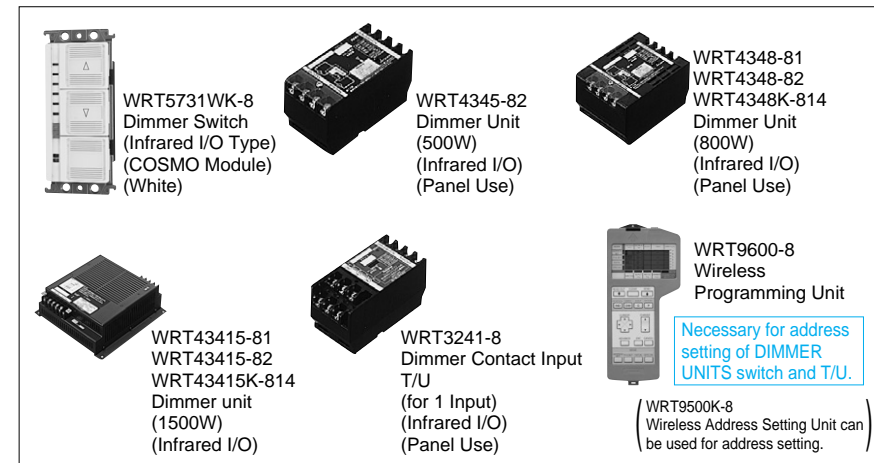 WRT5731WK-8
Dimmer Switch
(Infrared I/O Type)
(COSMO Module)
(White)
WRT4345-82
Dimmer Unit
(500W)
(Infrared I/O)
(Panel Use)
WRT4348-81
WRT4348-82
WRT4348K-814
Dimmer Unit
(800W)
(Infrared I/O)
(Panel Use)
WRT43415-81
WRT43415-82
WRT43415K-814
Dimmer unit
(1500W)
(Infrared I/O)
WRT3241-8
Dimmer Contact Input
T/U
(for 1 Input)
(Infrared I/O)
(Panel Use)
WRT9600-8
Wireless
Programming Unit
Necessary for address
setting of DIMMER
UNITS switch and T/U.
(WRT9500K-8
Wireless Address Setting Unit can
be used for address setting.)